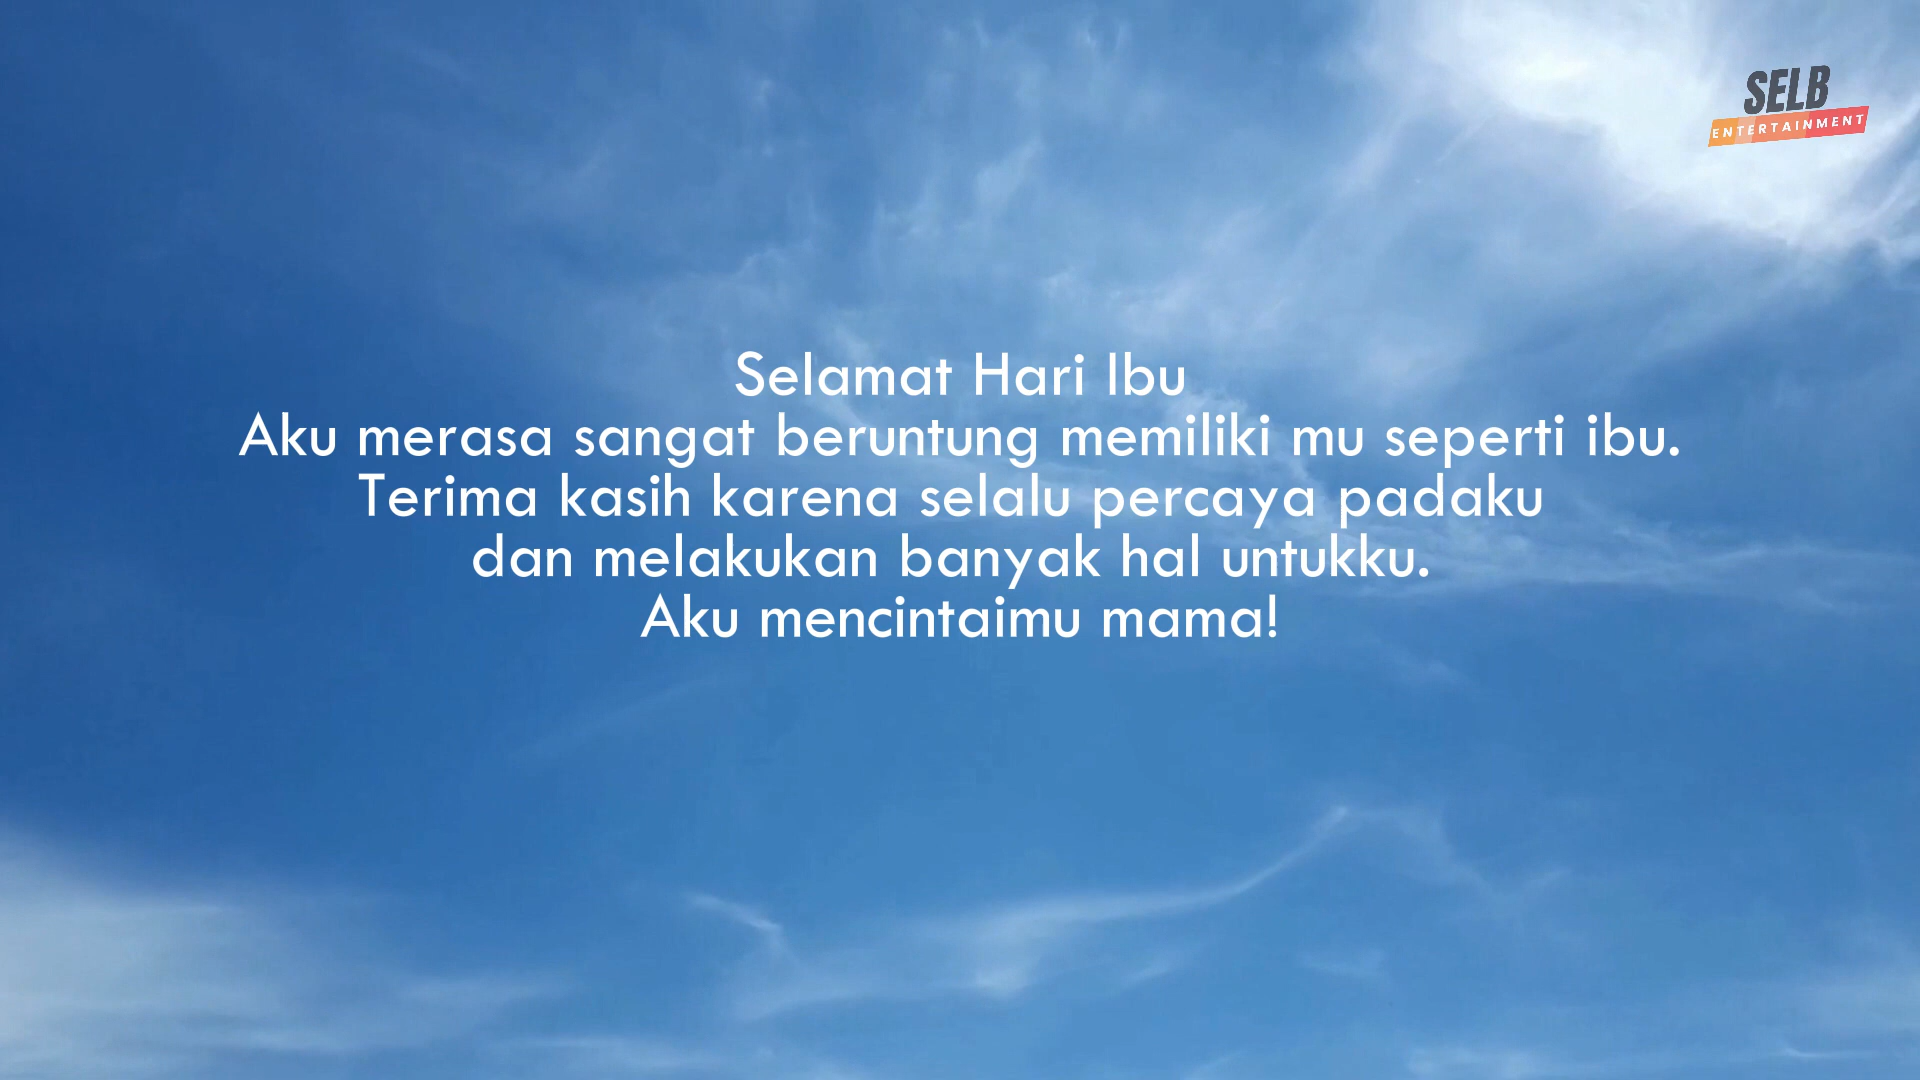 SELB
ENTERTAINMENT
Selamat Hari Ibu
Aku merasa sangat beruntung memiliki mu seperti ibu.
Terima kasih karena selalu percaya padaku
dan melakukan banyak hal untukku.
Aku mencintaimu mama!